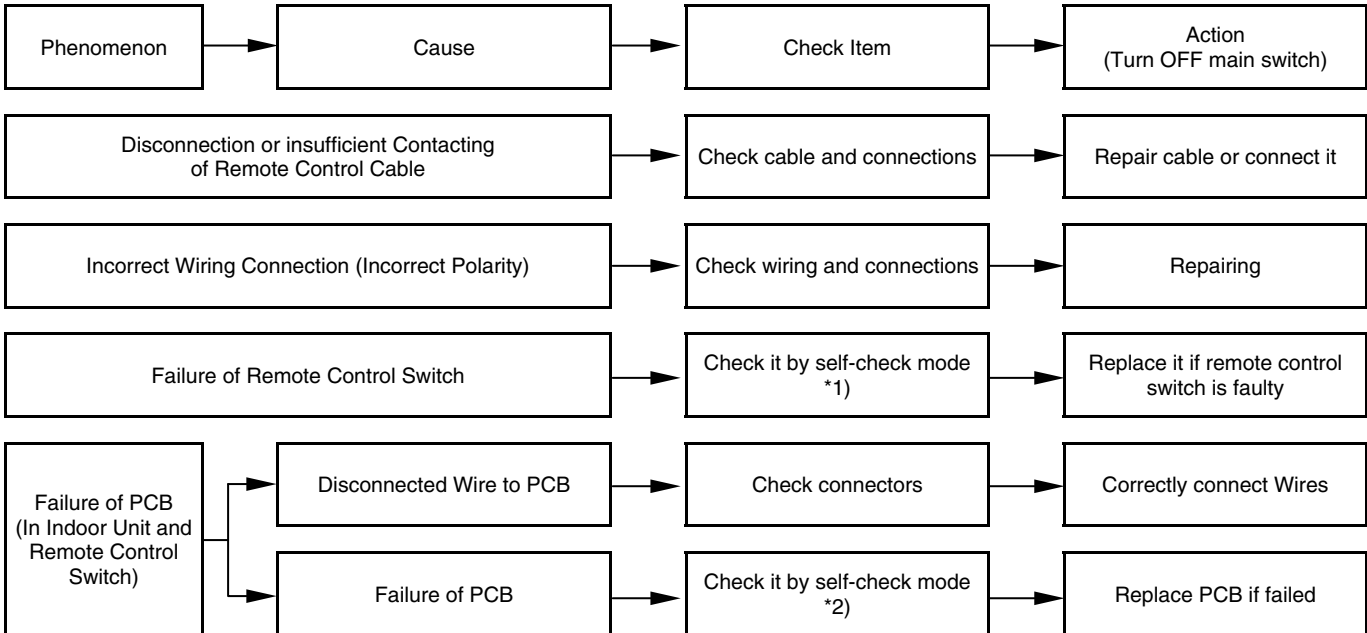 Phenomenon
Cause
Check Item
Action
(Turn OFF main switch)
Disconnection or insufficient Contacting
of Remote Control Cable
Check cable and connections
Repair cable or connect it
Incorrect Wiring Connection (Incorrect Polarity)
Check wiring and connections
Repairing
Failure of Remote Control Switch
Check it by self-check mode
*1)
Replace it if remote control
switch is faulty
Failure of PCB
(In Indoor Unit and
Remote Control
Switch)
Disconnected Wire to PCB
Check connectors
Correctly connect Wires
Failure of PCB
Check it by self-check mode
*2)
Replace PCB if failed